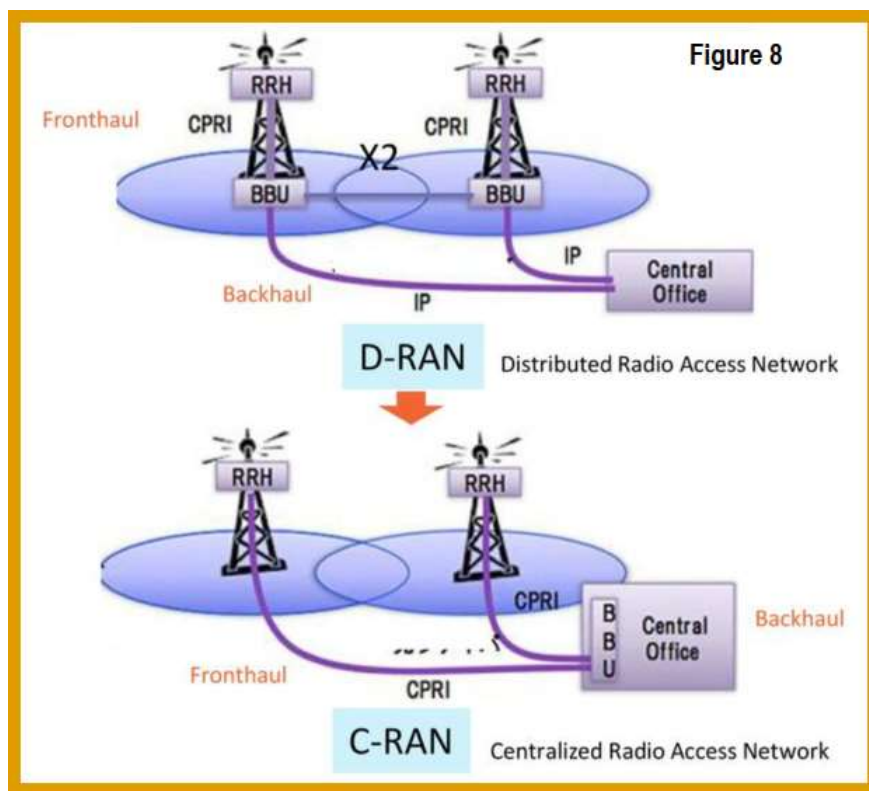 Figure 8
RRH
RRH
Fronthaul
CPRI
CPRI
X2
BBU
BBU
IP
Central
Office
Backhaul
IP
D-RAN
Distributed Radio Access Network
RRH
RRH
CPRI
B
B
U
Central
Office
Backhaul
Fronthaul
CPRI
C-RAN
Centralized Radio Access Network